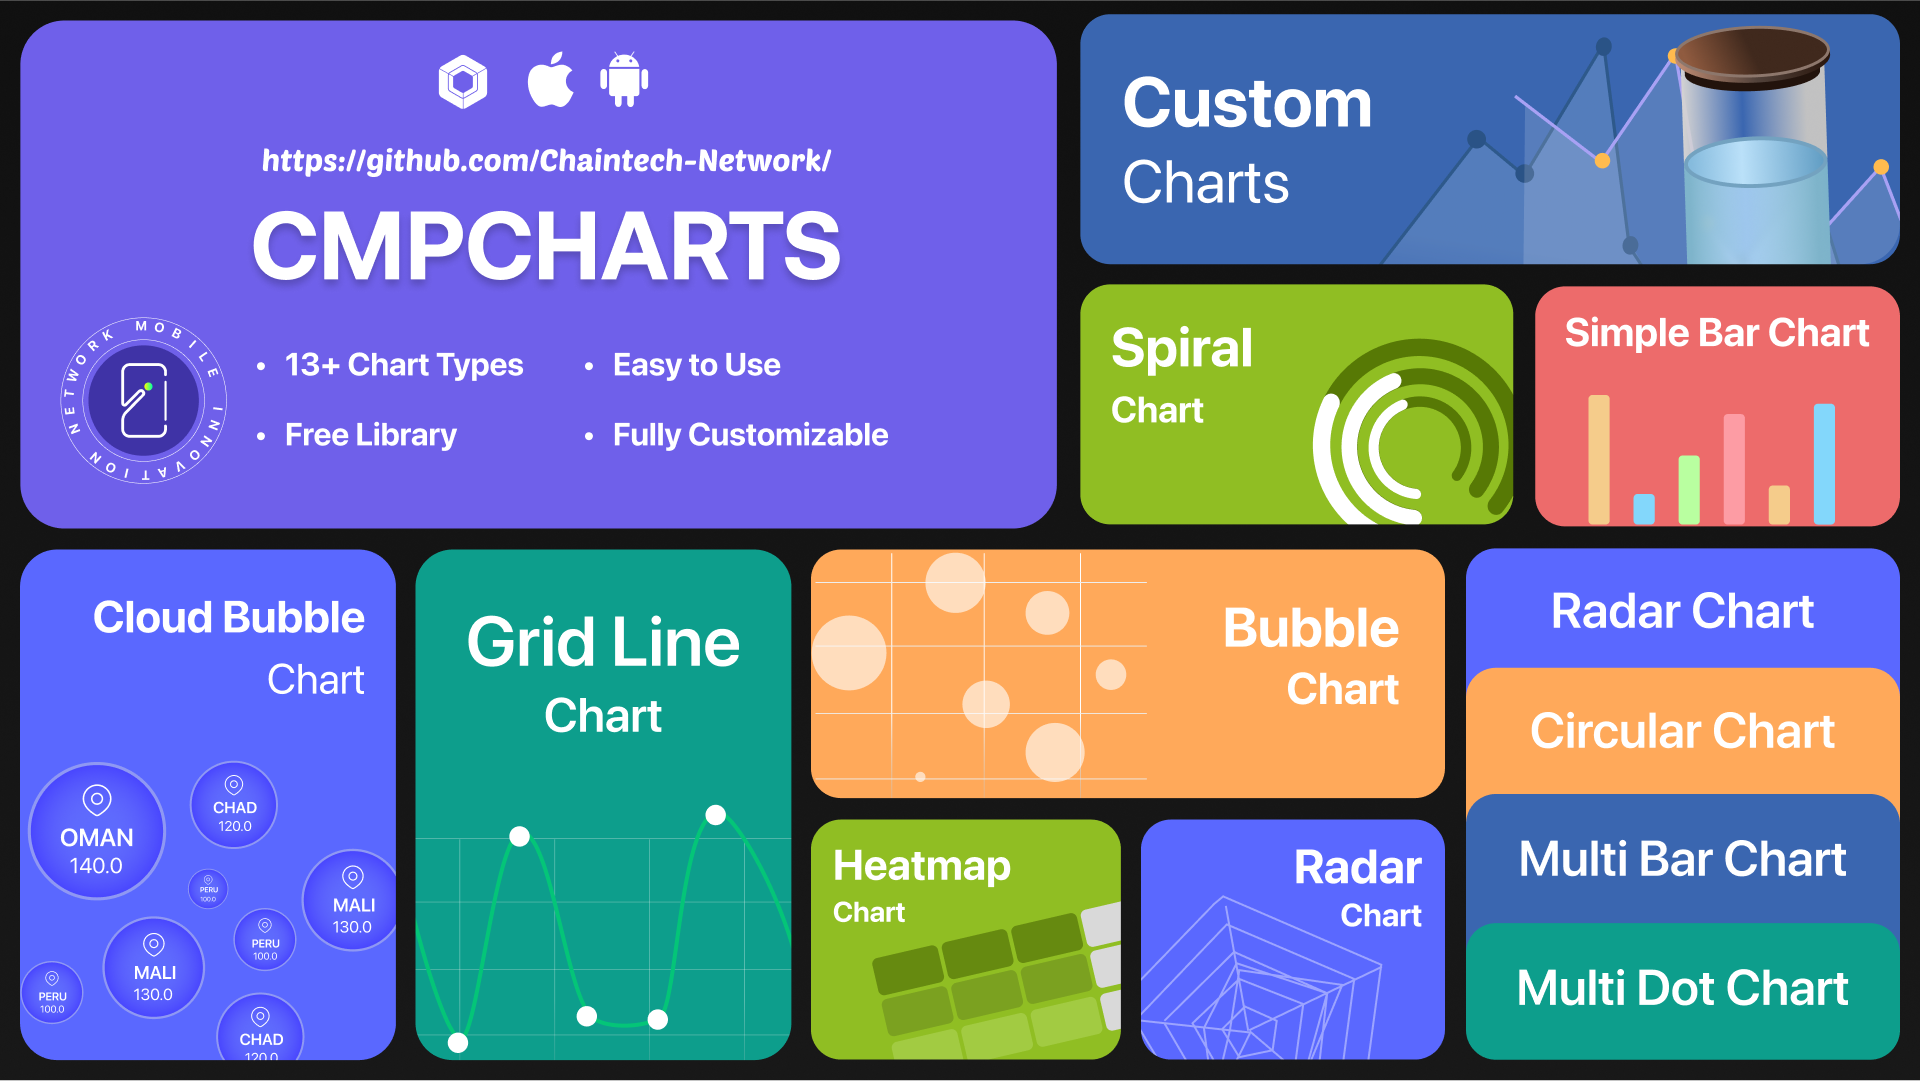 https://github.com/Chaintech-Network/
CMPCHARTS
NETWORK MOBILE INNOVATION
• 13+ Chart Types
• Easy to Use
• Free Library
• Fully Customizable
Custom
Charts
Spiral
Chart
Simple Bar Chart
Cloud Bubble
Chart
OMAN
140.0
CHAD
120.0
PERU
100.0
MALI
130.0
PERU
100.0
MALI
130.0
PERU
100.0
CHAD
120.0
Grid Line
Chart
Bubble
Chart
Heatmap
Chart
Radar
Chart
Radar Chart
Circular Chart
Multi Bar Chart
Multi Dot Chart